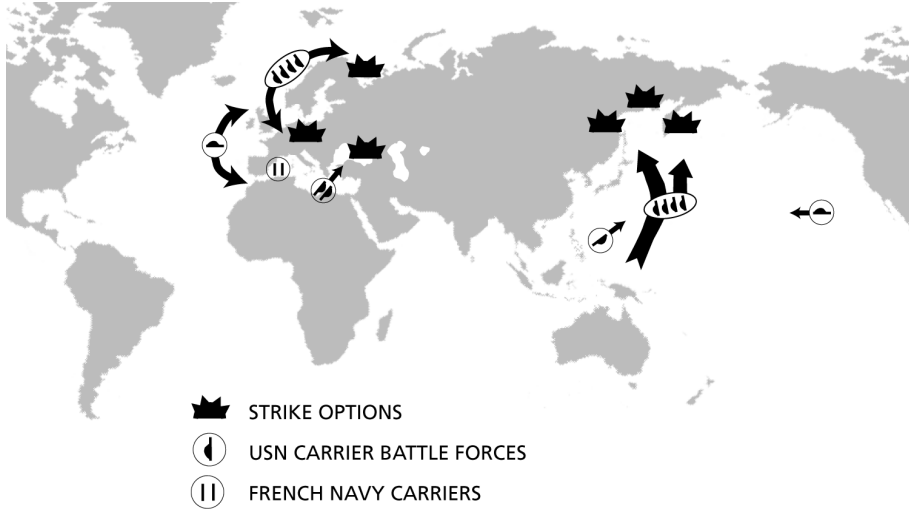 STRIKE OPTIONS
USN CARRIER BATTLE FORCES
FRENCH NAVY CARRIERS